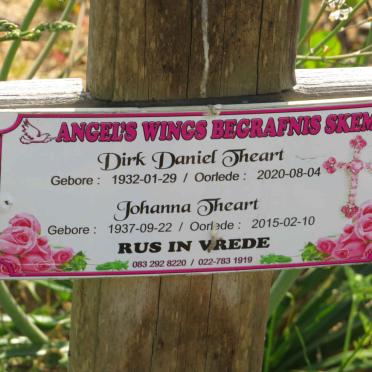 ANGEL'S WINGS BEGRAFNIS SKEM
Dirk Daniel Theart
Gebore : 1932-01-29 / Oorlede : 2020-08-04
Johanna Theart
Gebore : 1937-09-22 / Oorlede : 2015-02-10
RUS IN VREDE
083 292 8220 / 022-783 1919